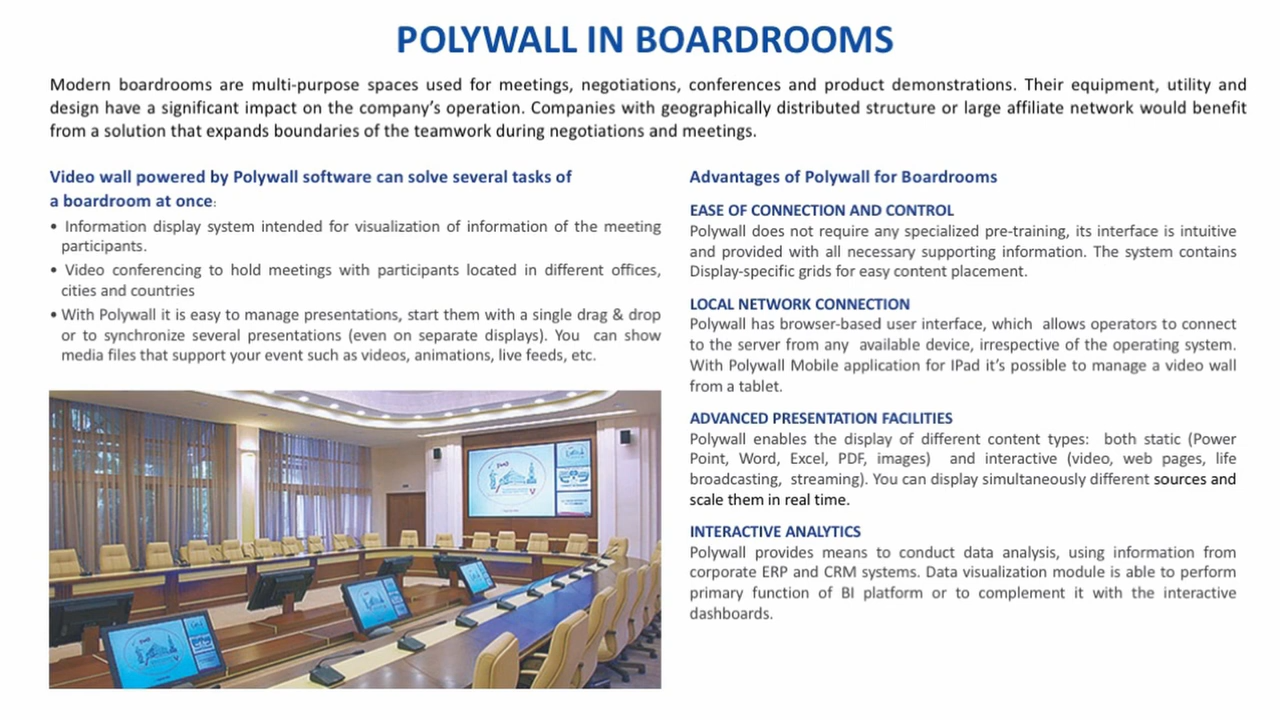 POLYWALL IN BOARDROOMS
Modern boardrooms are multi-purpose spaces used for meetings, negotiations, conferences and product demonstrations. Their equipment, utility and
design have a significant impact on the company's operation. Companies with geographically distributed structure or large affiliate network would benefit
from a solution that expands boundaries of the teamwork during negotiations and meetings.
Video wall powered by Polywall software can solve several tasks of
a boardroom at once:
• Information display system intended for visualization of information of the meeting
participants.
• Video conferencing to hold meetings with participants located in different offices,
cities and countries
• With Polywall it is easy to manage presentations, start them with a single drag & drop
or to synchronize several presentations (even on separate displays). You can show
media files that support your event such as videos, animations, live feeds, etc.
Advantages of Polywall for Boardrooms
EASE OF CONNECTION AND CONTROL
Polywall does not require any specialized pre-training, its interface is intuitive
and provided with all necessary supporting information. The system contains
Display-specific grids for easy content placement.
LOCAL NETWORK CONNECTION
Polywall has browser-based user interface, which allows operators to connect
to the server from any available device, irrespective of the operating system.
With Polywall Mobile application for IPad it's possible to manage a video wall
from a tablet.
ADVANCED PRESENTATION FACILITIES
Polywall enables the display of different content types: both static (Power
Point, Word, Excel, PDF, images) and interactive (video, web pages, life
broadcasting, streaming). You can display simultaneously different sources and
scale them in real time.
INTERACTIVE ANALYTICS
Polywall provides means to conduct data analysis, using information from
corporate ERP and CRM systems. Data visualization module is able to perform
primary function of BI platform or to complement it with the interactive
dashboards.